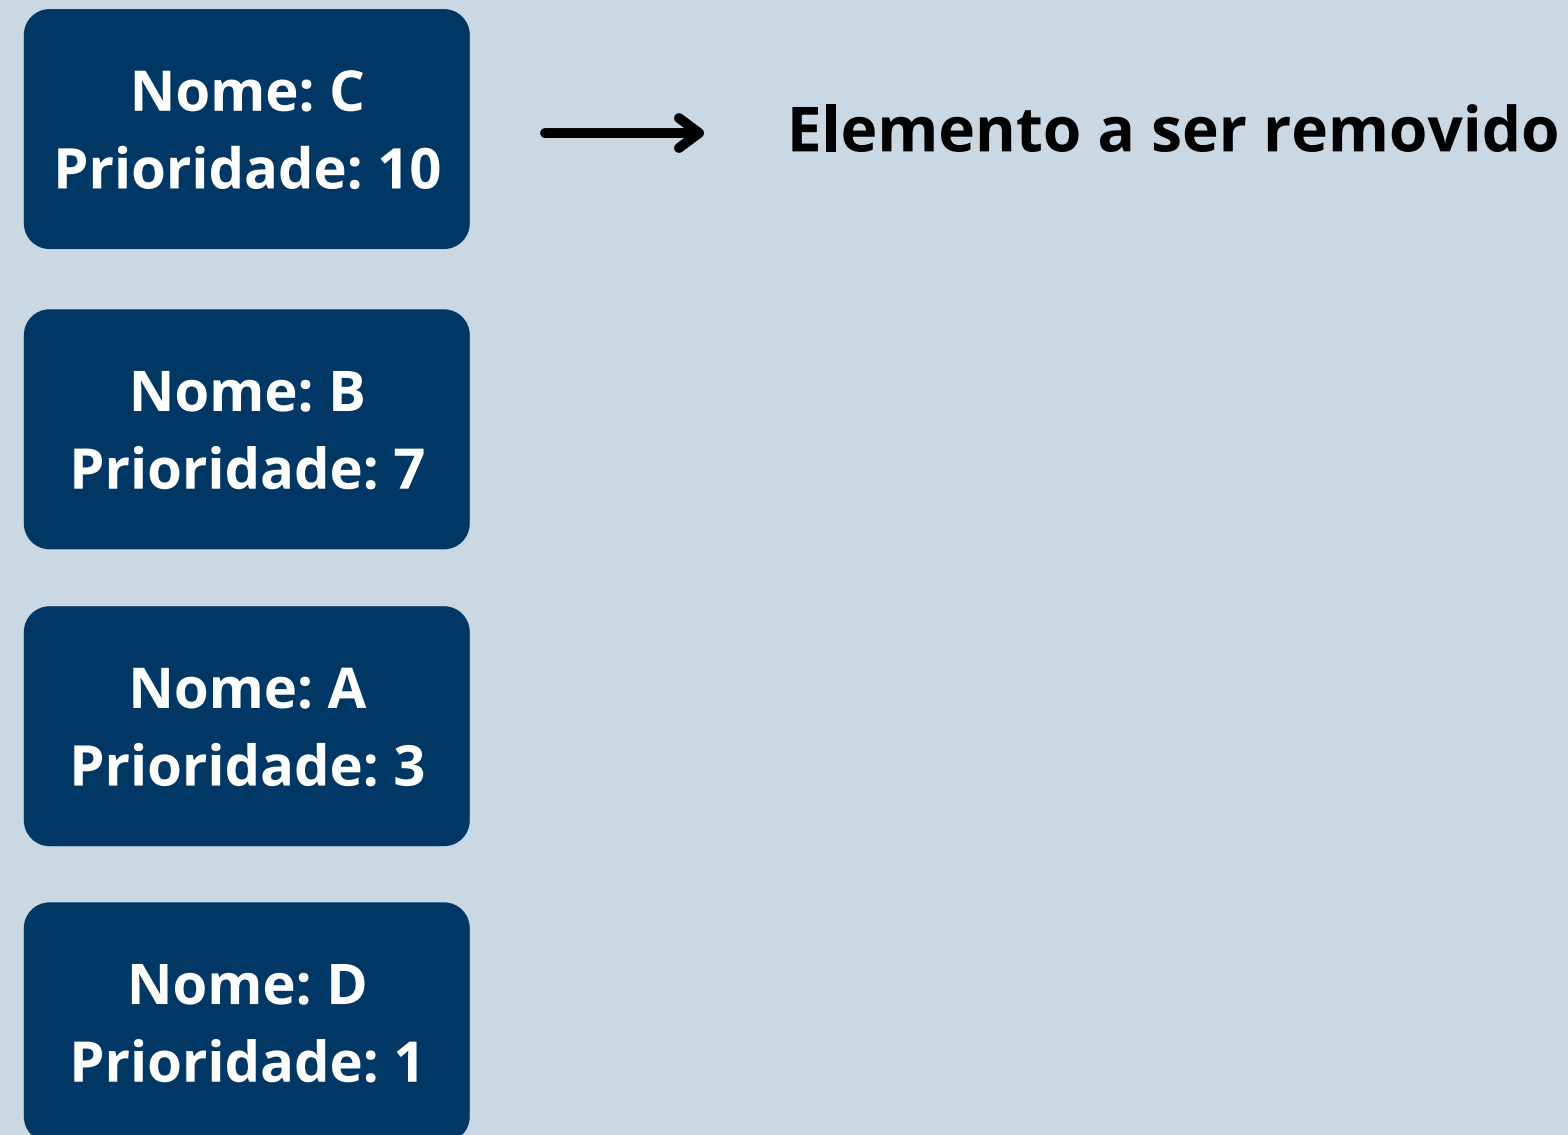 Nome: C
Prioridade: 10
Elemento a ser removido
Nome: B
Prioridade: 7
Nome: A
Prioridade: 3
Nome: D
Prioridade: 1